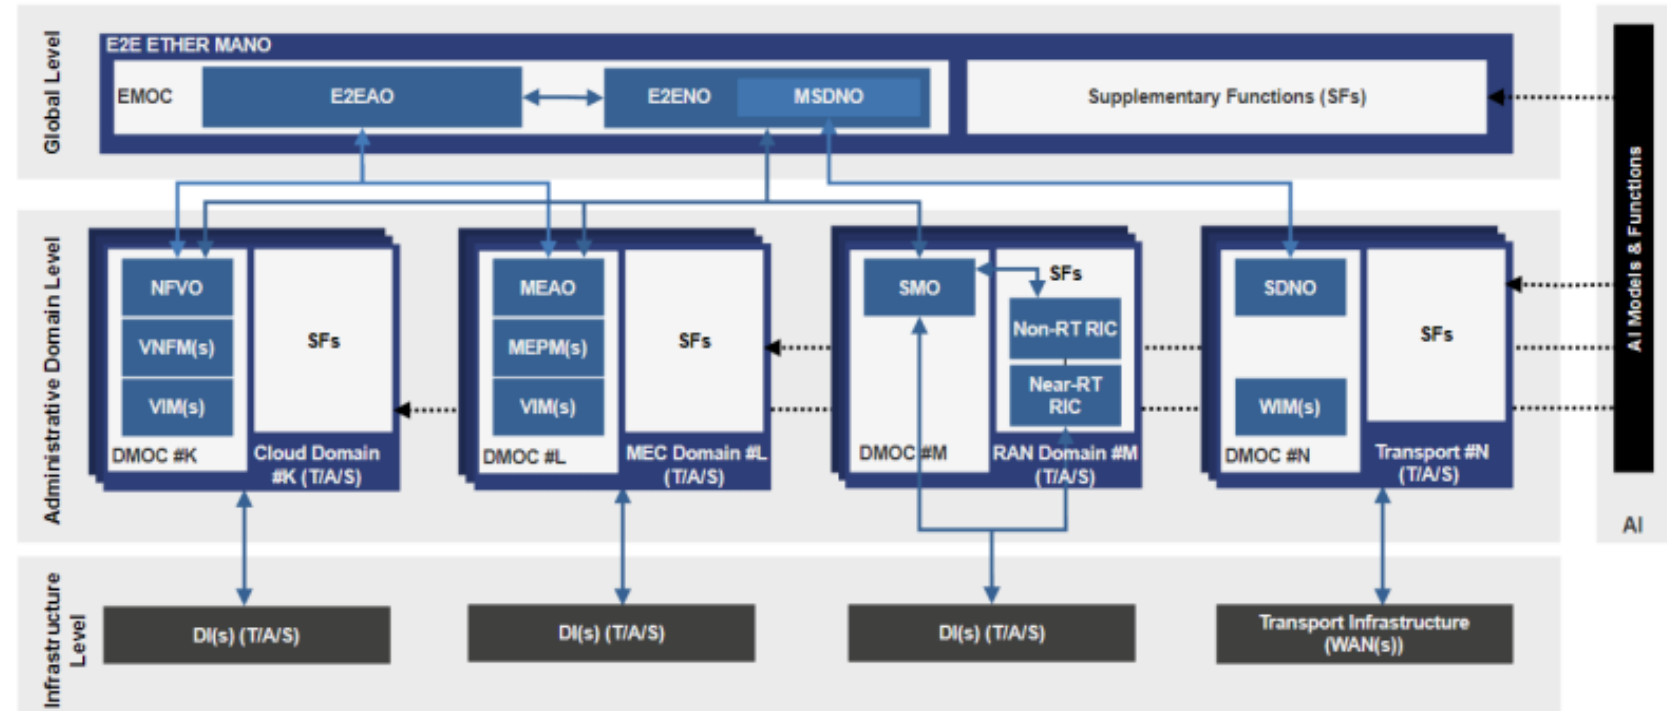 Global Level
E2E ETHER MANO
EMOC
E2EAO
E2ENO
MSDNO
Supplementary Functions (SFs)
Administrative Domain Level
NFVO
VNFM(s)
VIM(s)
DMOC #K
SFs
Cloud Domain
#K (T/A/S)
MEAO
MEPM(s)
VIM(s)
DMOC #L
SFs
MEC Domain #L
(T/A/S)
SMO
DMOC #M
SFs
Non-RT RIC
Near-RT
RIC
RAN Domain #M
(T/A/S)
SDNO
WIM(s)
DMOC #N
SFs
Transport #N
(T/A/S)
AI Models & Functions
AI
Infrastructure
Level
DI(s) (T/A/S)
DI(s) (T/A/S)
DI(s) (T/A/S)
Transport Infrastructure
(WAN(s))